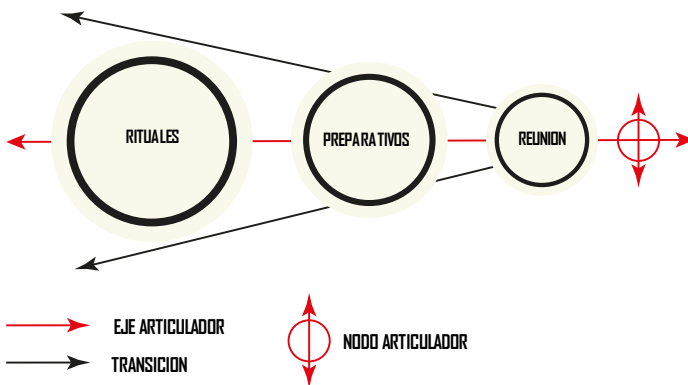 RITUALES
PREPARATIVOS
REUNION
EJE ARTICULADOR
NODO ARTICULADOR
TRANSICION